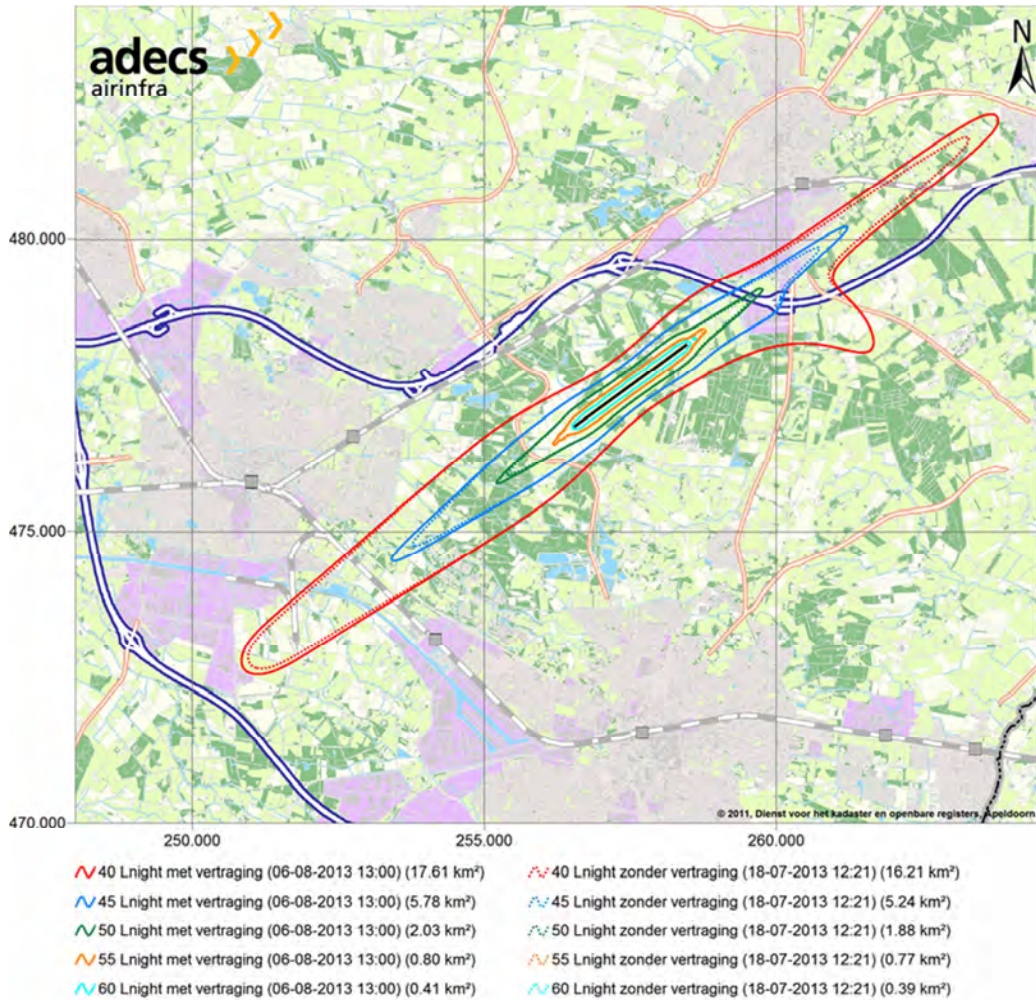 adecs
airinfra
N
480.000
475.000
470.000
© 2011, Dienst voor het kadaster en openbare registers, Apeldoorn
250.000 255.000 260.000
40 Lnight met vertraging (06-08-2013 13:00) (17.61 km²) 40 Lnight zonder vertraging (18-07-2013 12:21) (16.21 km²)
45 Lnight met vertraging (06-08-2013 13:00) (5.78 km²) 45 Lnight zonder vertraging (18-07-2013 12:21) (5.24 km²)
50 Lnight met vertraging (06-08-2013 13:00) (2.03 km²) 50 Lnight zonder vertraging (18-07-2013 12:21) (1.88 km²)
55 Lnight met vertraging (06-08-2013 13:00) (0.80 km²) 55 Lnight zonder vertraging (18-07-2013 12:21) (0.77 km²)
60 Lnight met vertraging (06-08-2013 13:00) (0.41 km²) 60 Lnight zonder vertraging (18-07-2013 12:21) (0.39 km²)